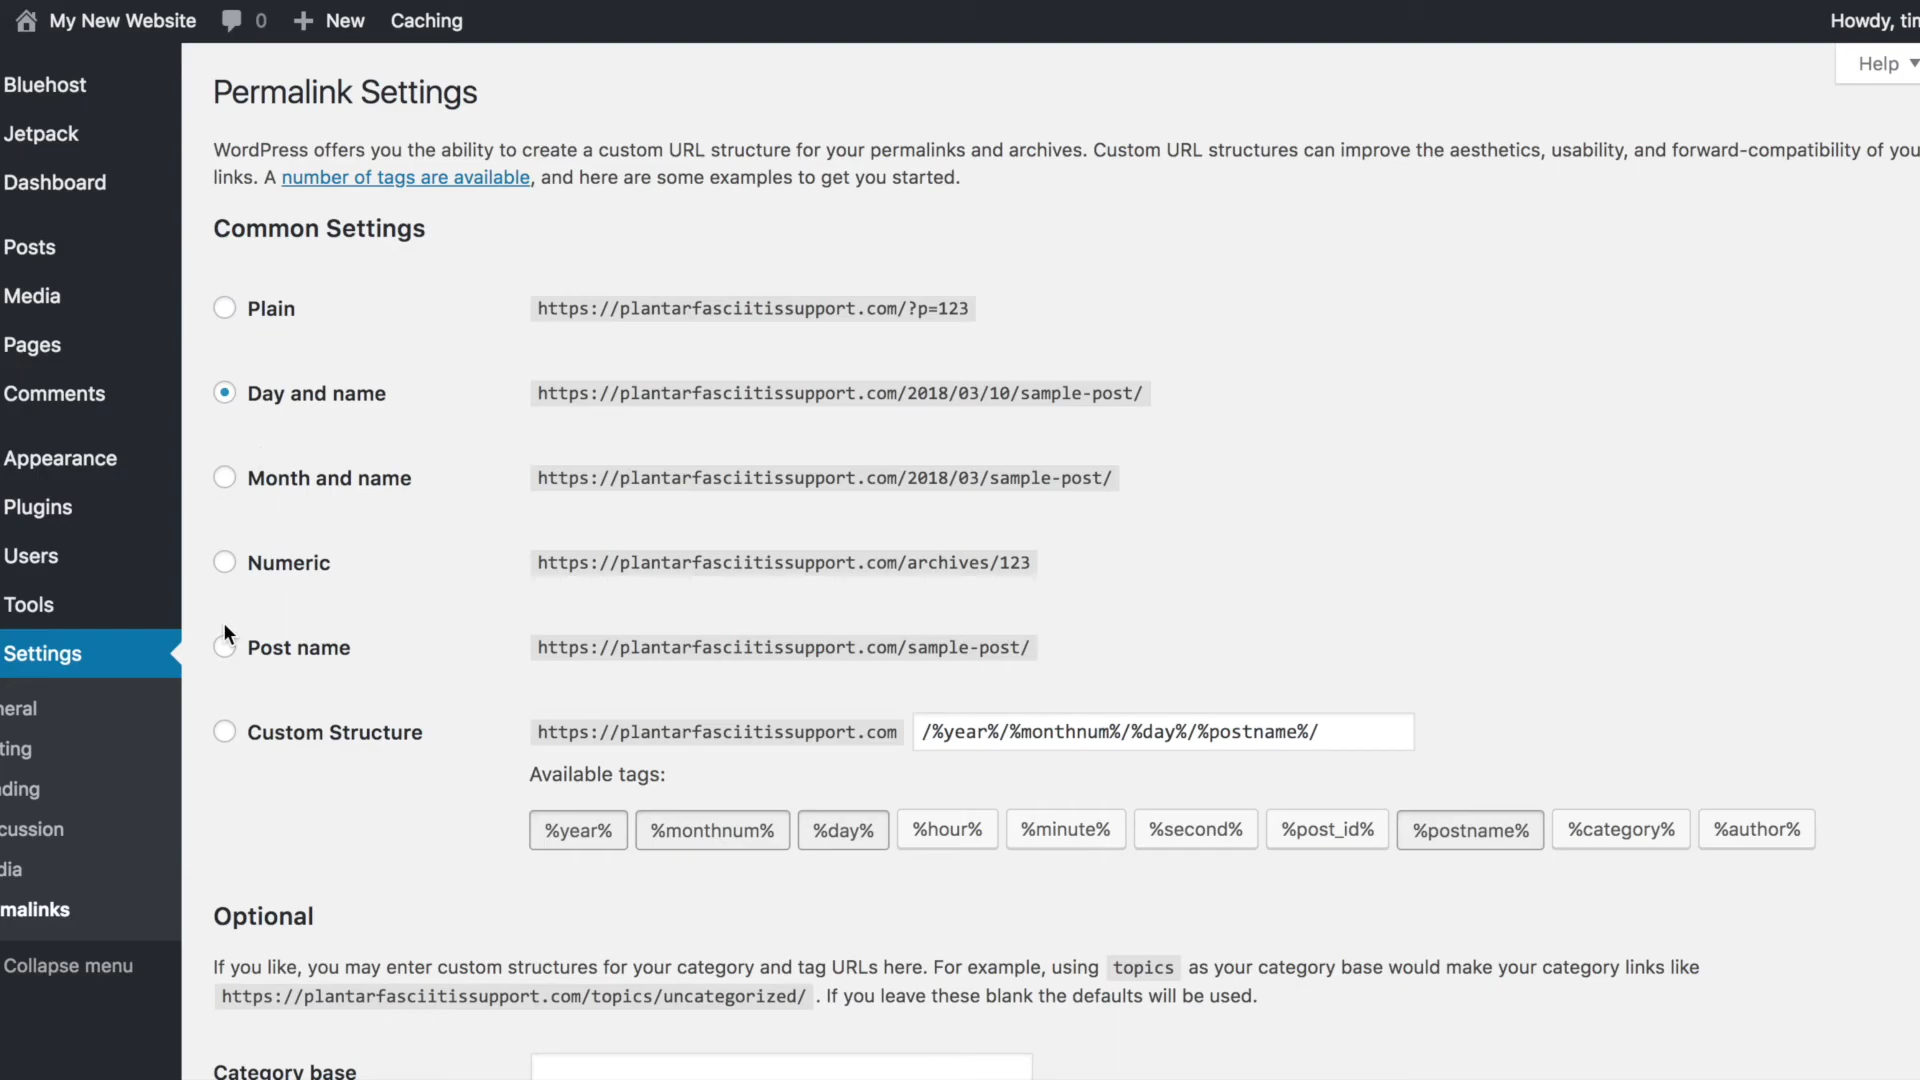 My New Website 0 New Caching Howdy, tin
Help
Bluehost
Jetpack
Dashboard
Posts
Media
Pages
Comments
Appearance
Plugins
Users
Tools
Settings
neral
ting
ding
cussion
dia
malinks
Collapse menu
Permalink Settings
WordPress offers you the ability to create a custom URL structure for your permalinks and archives. Custom URL structures can improve the aesthetics, usability, and forward-compatibility of you
links. A number of tags are available, and here are some examples to get you started.
Common Settings
Plain https://plantarfasciitissupport.com/?p=123
Day and name https://plantarfasciitissupport.com/2018/03/10/sample-post/
Month and name https://plantarfasciitissupport.com/2018/03/sample-post/
Numeric https://plantarfasciitissupport.com/archives/123
Post name https://plantarfasciitissupport.com/sample-post/
Custom Structure https://plantarfasciitissupport.com /%year%/%monthnum%/%day%/%postname%/
Available tags:
%year% %monthnum% %day% %hour% %minute% %second% %post_id% %postname% %category% %author%
Optional
If you like, you may enter custom structures for your category and tag URLs here. For example, using topics as your category base would make your category links like
https://plantarfasciitissupport.com/topics/uncategorized/ . If you leave these blank the defaults will be used.
Category base